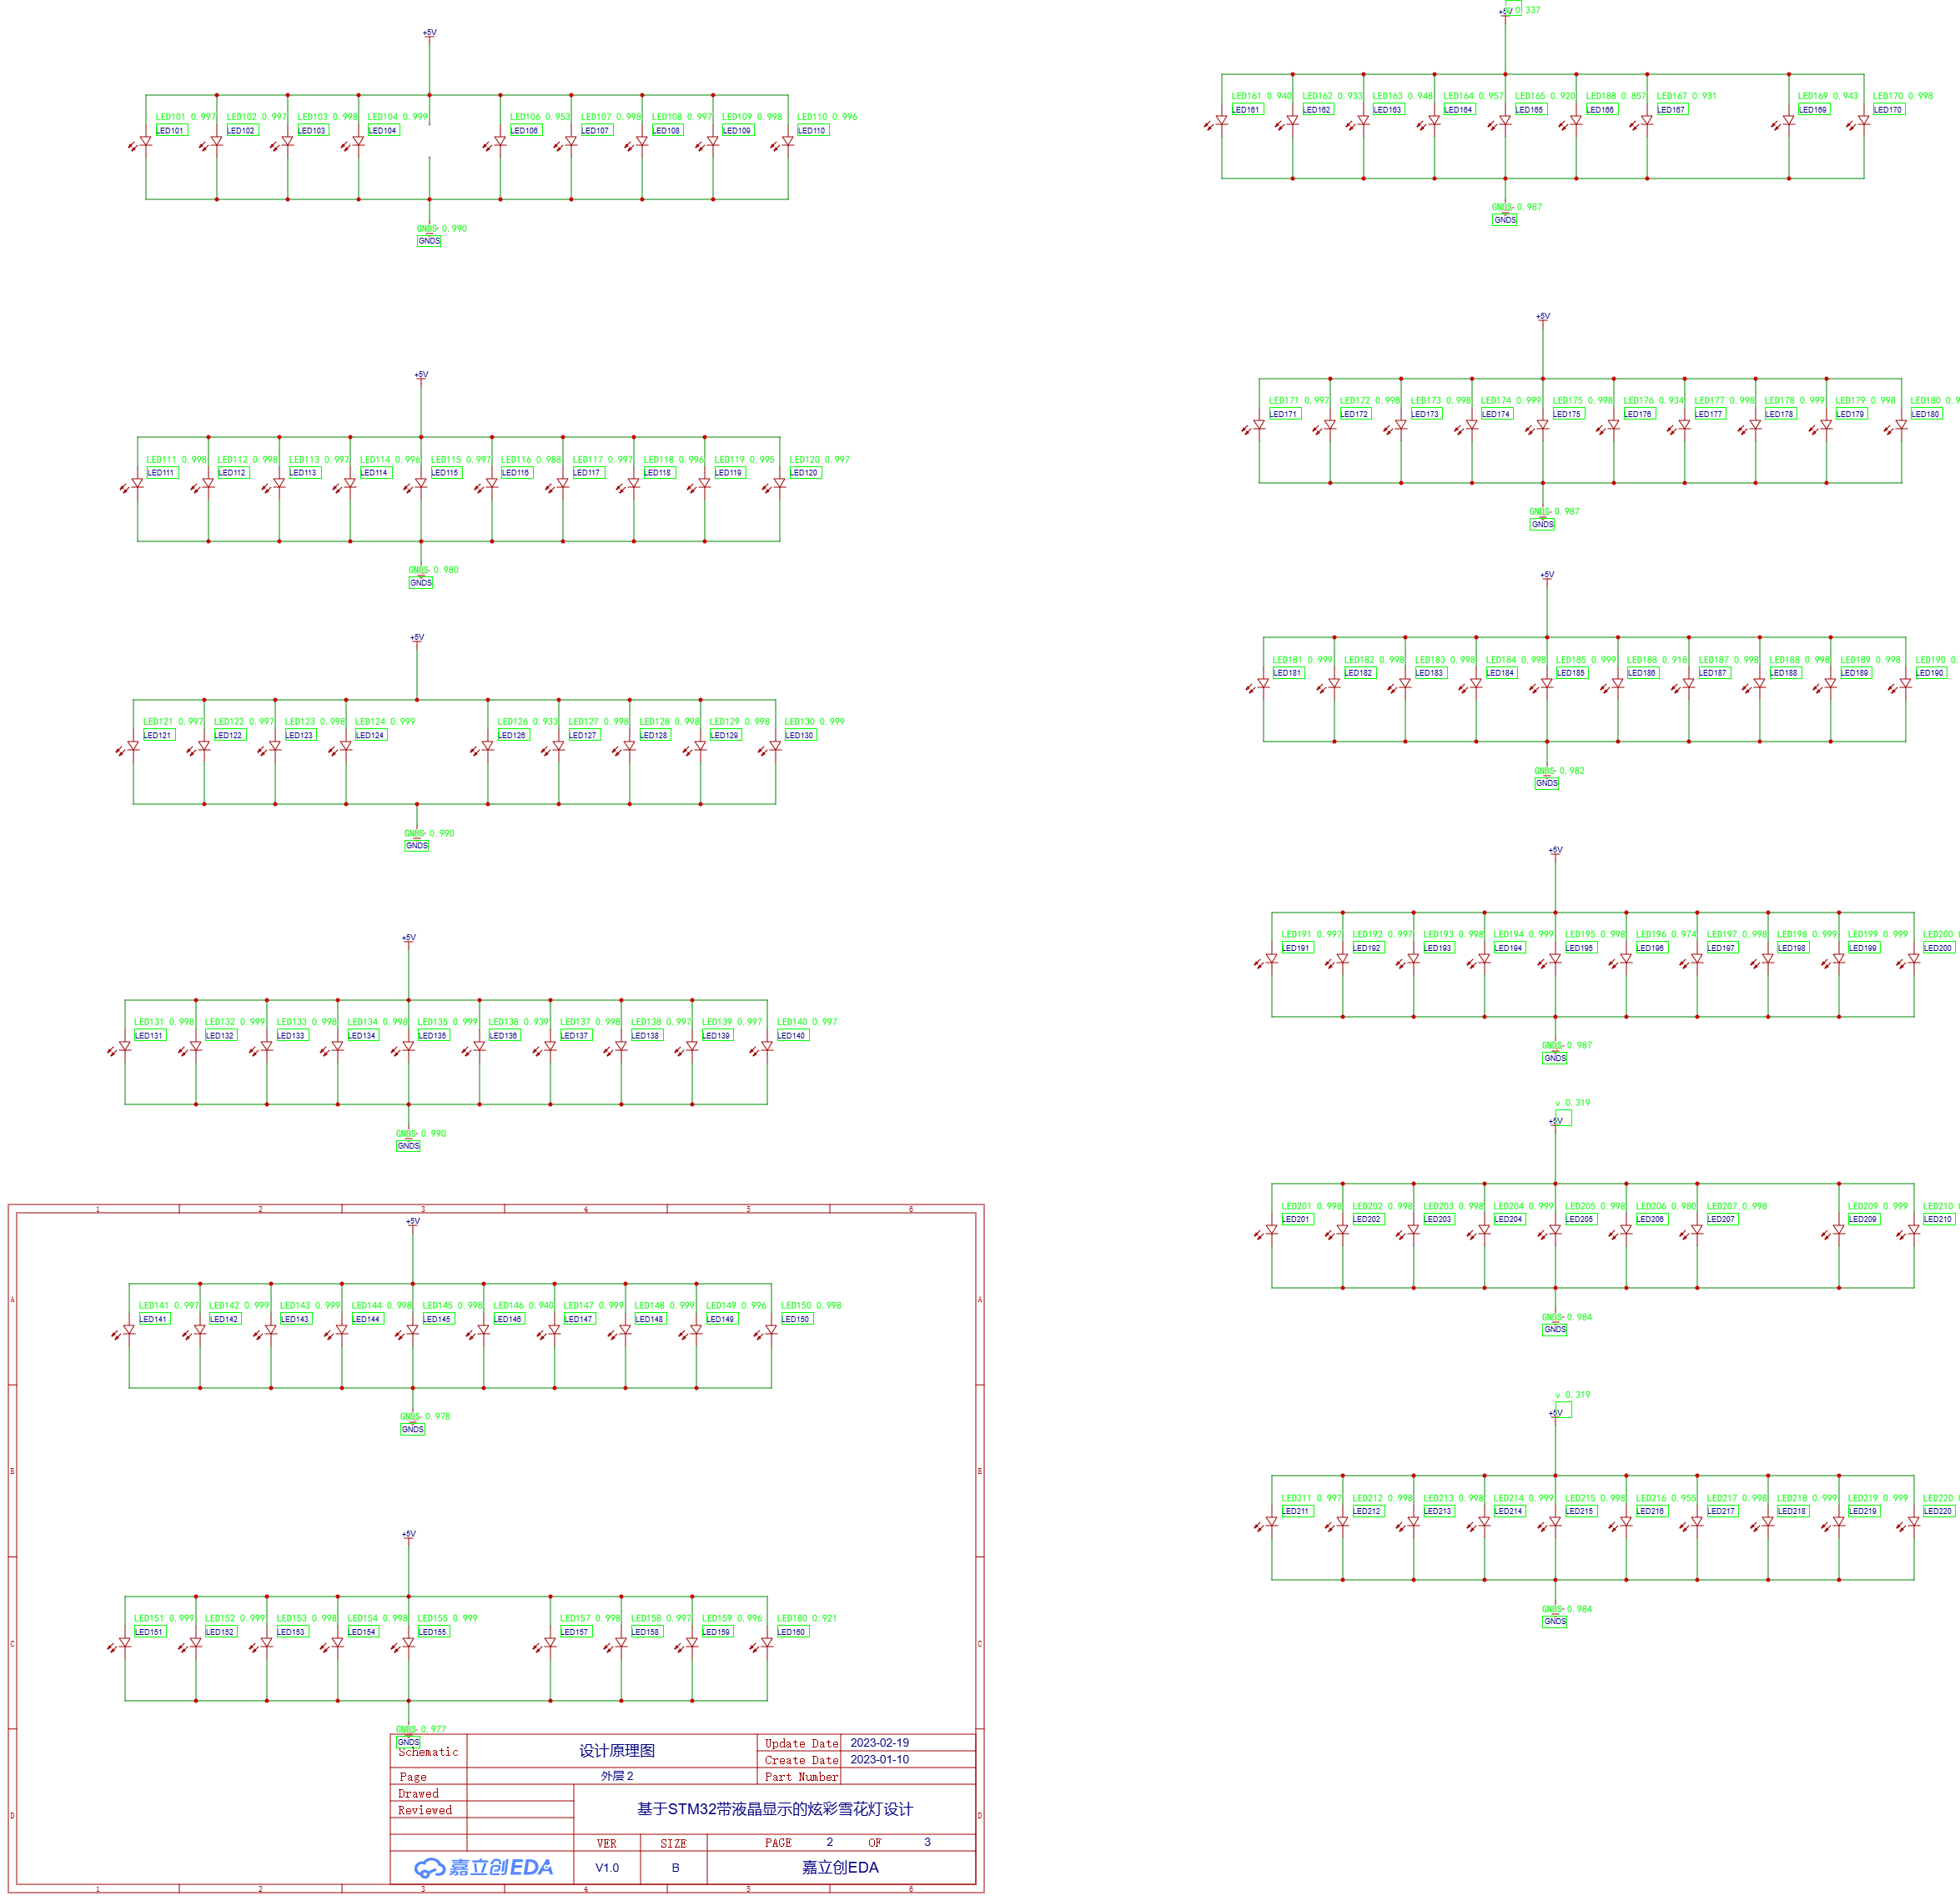 +5V
LED101 0.997 LED102 0.997 LED103 0.998 LED104 0.999 LED106 0.953 LED107 0.998 LED108 0.997 LED109 0.998 LED110 0.996
LED101 LED102 LED103 LED104 LED106 LED107 LED108 LED109 LED110
GNDS 0.990
GNDS
+5V
LED111 0.998 LED112 0.998 LED113 0.997 LED114 0.996 LED115 0.997 LED116 0.988 LED117 0.997 LED118 0.996 LED119 0.995 LED120 0.997
LED111 LED112 LED113 LED114 LED115 LED116 LED117 LED118 LED119 LED120
GNDS 0.980
GNDS
+5V
LED121 0.997 LED122 0.997 LED123 0.998 LED124 0.999 LED126 0.933 LED127 0.998 LED128 0.998 LED129 0.998 LED130 0.999
LED121 LED122 LED123 LED124 LED126 LED127 LED128 LED129 LED130
GNDS 0.990
GNDS
+5V
LED131 0.998 LED132 0.999 LED133 0.998 LED134 0.998 LED135 0.999 LED138 0.939 LED137 0.998 LED138 0.997 LED139 0.997 LED140 0.997
LED131 LED132 LED133 LED134 LED135 LED136 LED137 LED138 LED139 LED140
GNDS 0.990
GNDS
1 2 3 4 5 6
+5V
LED141 0.997 LED142 0.999 LED143 0.999 LED144 0.998 LED145 0.998 LED146 0.940 LED147 0.999 LED148 0.999 LED149 0.996 LED150 0.998
LED141 LED142 LED143 LED144 LED145 LED146 LED147 LED148 LED149 LED150
A A
GNDS 0.978
GNDS
B B
+5V
LED151 0.999 LED152 0.999 LED153 0.998 LED154 0.998 LED155 0.999 LED157 0.998 LED158 0.997 LED159 0.996 LED180 0.921
LED151 LED152 LED153 LED154 LED155 LED157 LED158 LED159 LED160
C C
GNDS 0.977
GNDS
Schematic 设计原理图 Update Date 2023-02-19
Create Date 2023-01-10
Page 外层 2 Part Number
Drawed
Reviewed 基于STM32带液晶显示的炫彩雪花灯设计
D D
VER SIZE PAGE 2 OF 3
嘉立创EDA V1.0 B 嘉立创EDA
1 2 3 4 5 6
v 0.337
+5V
LED161 0.940 LED162 0.933 LED163 0.948 LED164 0.957 LED165 0.920 LED188 0.857 LED167 0.931 LED169 0.943 LED170 0.998
LED161 LED162 LED163 LED164 LED165 LED166 LED167 LED169 LED170
GNDS 0.987
GNDS
+5V
LED171 0.997 LED172 0.998 LED173 0.998 LED174 0.999 LED175 0.998 LED176 0.934 LED177 0.998 LED178 0.999 LED179 0.998 LED180 0.9
LED171 LED172 LED173 LED174 LED175 LED176 LED177 LED178 LED179 LED180
GNDS 0.987
GNDS
+5V
LED181 0.999 LED182 0.998 LED183 0.998 LED184 0.998 LED185 0.999 LED188 0.918 LED187 0.998 LED188 0.998 LED189 0.998 LED190 0.
LED181 LED182 LED183 LED184 LED185 LED186 LED187 LED188 LED189 LED190
GNDS 0.982
GNDS
+5V
LED191 0.997 LED192 0.997 LED193 0.998 LED194 0.999 LED195 0.998 LED196 0.974 LED197 0.998 LED198 0.999 LED199 0.999 LED200
LED191 LED192 LED193 LED194 LED195 LED196 LED197 LED198 LED199 LED200
GNDS 0.987
GNDS
v 0.319
+5V
LED201 0.998 LED202 0.998 LED203 0.998 LED204 0.999 LED205 0.998 LED206 0.980 LED207 0.998 LED209 0.999 LED210
LED201 LED202 LED203 LED204 LED205 LED206 LED207 LED209 LED210
GNDS 0.984
GNDS
v 0.319
+5V
LED211 0.997 LED212 0.998 LED213 0.998 LED214 0.999 LED215 0.998 LED216 0.955 LED217 0.998 LED218 0.999 LED219 0.999 LED220
LED211 LED212 LED213 LED214 LED215 LED216 LED217 LED218 LED219 LED220
GNDS 0.984
GNDS